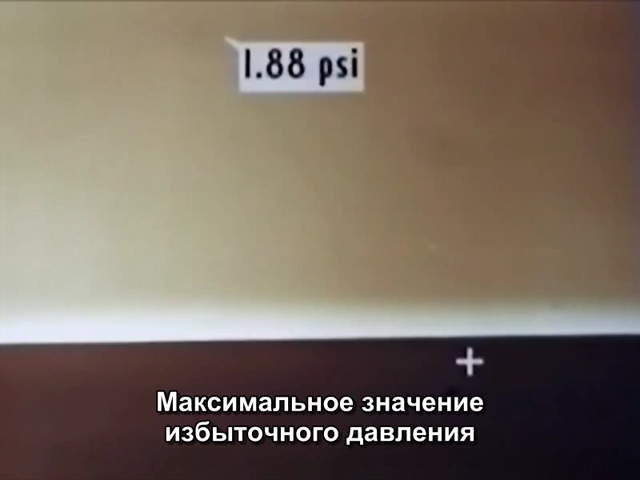 1.88 psi
Максимальное значение
избыточного давления